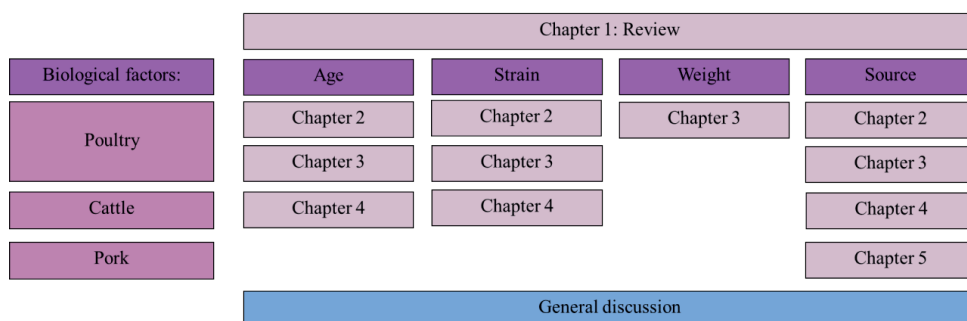 Chapter 1: Review
Biological factors:
Age
Strain
Weight
Source
Poultry
Chapter 2
Chapter 2
Chapter 3
Chapter 2
Chapter 3
Chapter 3
Chapter 3
Cattle
Chapter 4
Chapter 4
Chapter 4
Pork
Chapter 5
General discussion